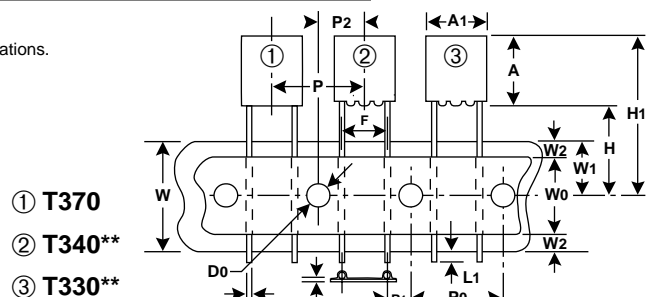 ations.
P2
A1
①
②
③
P
A
H1
F
H
W2
W1
W
W0
W2
① T370
② T340**
③ T330**
D0
L1
P0